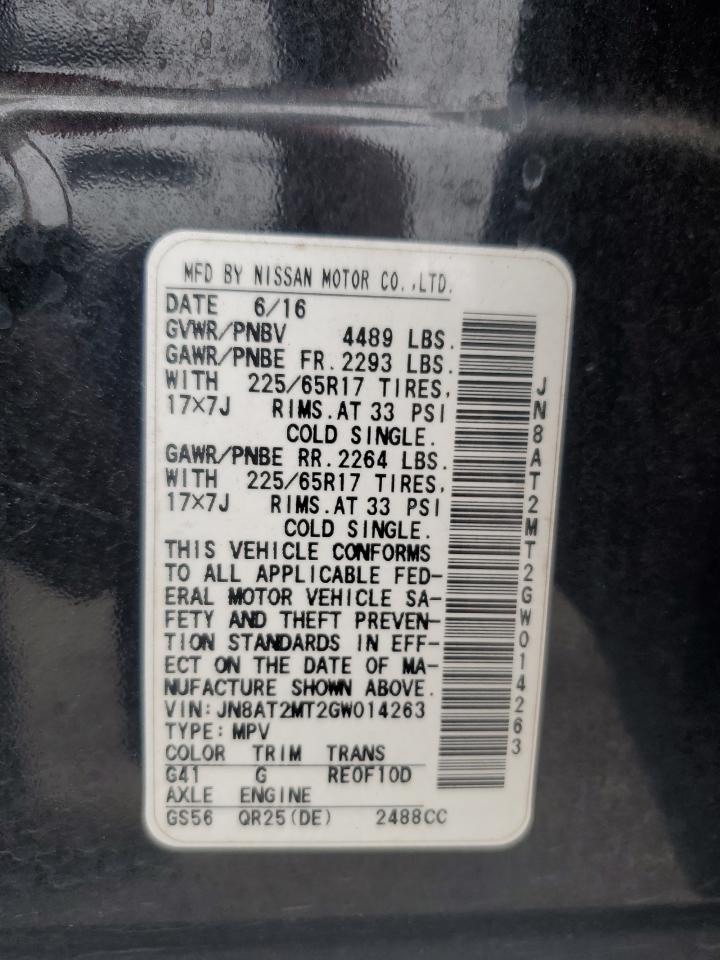 MFD BY NISSAN MOTOR CO.,LTD.
DATE 6/16
GVWR/PNBV 4489 LBS.
GAWR/PNBE FR. 2293 LBS.
WITH 225/65R17 TIRES,
17X7J RIMS. AT 33 PSI
COLD SINGLE.
GAWR/PNBE RR. 2264 LBS.
WITH 225/65R17 TIRES,
17X7J RIMS. AT 33 PSI
COLD SINGLE.
THIS VEHICLE CONFORMS
TO ALL APPLICABLE FED-
ERAL MOTOR VEHICLE SA-
FETY AND THEFT PREVEN-
TION STANDARDS IN EFF-
ECT ON THE DATE OF MA-
NUFACTURE SHOWN ABOVE.
VIN: JN8AT2MT2GW014263
TYPE: MPV
COLOR TRIM TRANS
G41 G RE0F10D
AXLE ENGINE
GS56 QR25(DE) 2488CC
JN8AT2MT2GW014263